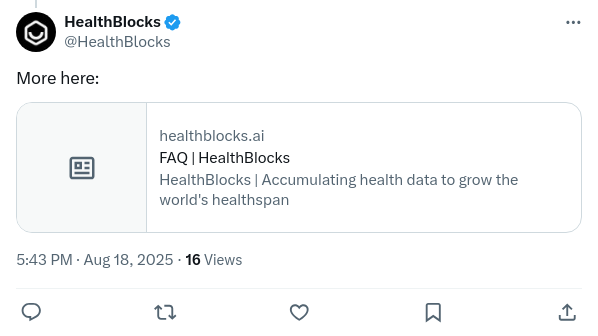 HealthBlocks
@HealthBlocks
More here:
healthblocks.ai
FAQ | HealthBlocks
HealthBlocks | Accumulating health data to grow the
world's healthspan
5:43 PM · Aug 18, 2025 · 16 Views